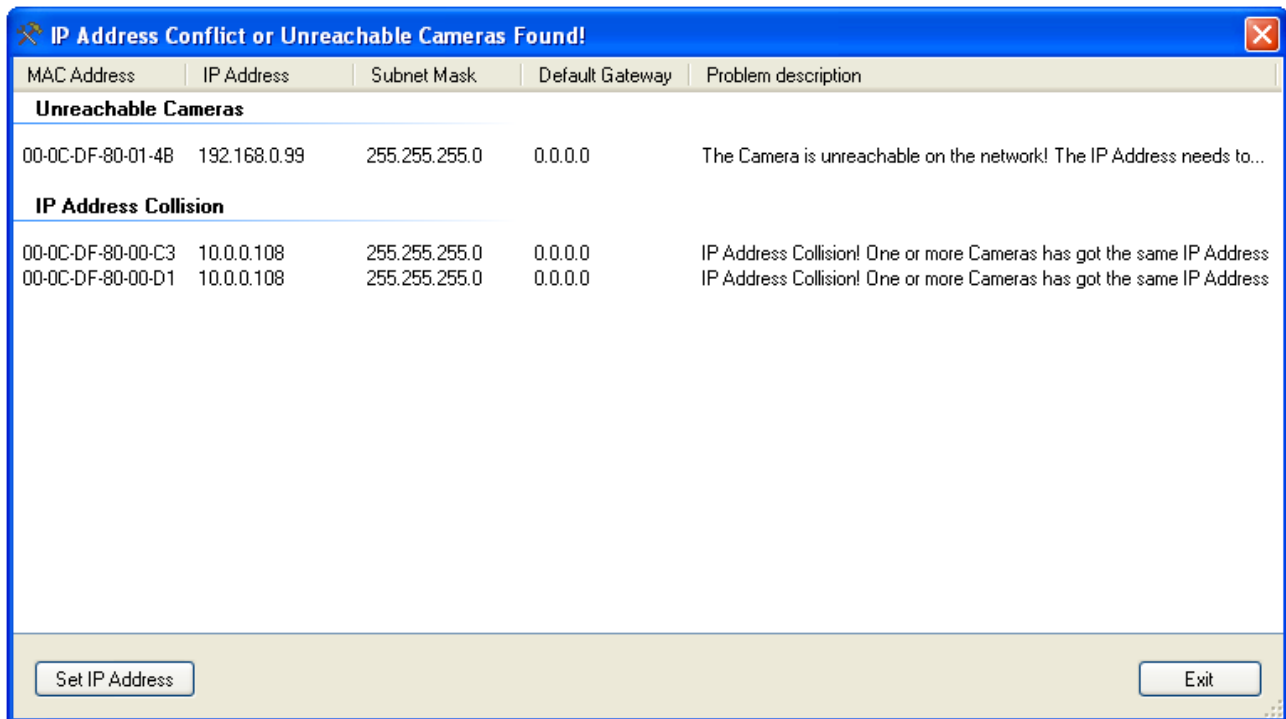 IP Address Conflict or Unreachable Cameras Found!
MAC Address IP Address Subnet Mask Default Gateway Problem description
Unreachable Cameras
00-0C-DF-80-01-4B 192.168.0.99 255.255.255.0 0.0.0.0 The Camera is unreachable on the network! The IP Address needs to...
IP Address Collision
00-0C-DF-80-00-C3 10.0.0.108 255.255.255.0 0.0.0.0 IP Address Collision! One or more Cameras has got the same IP Address
00-0C-DF-80-00-D1 10.0.0.108 255.255.255.0 0.0.0.0 IP Address Collision! One or more Cameras has got the same IP Address
Set IP Address Exit